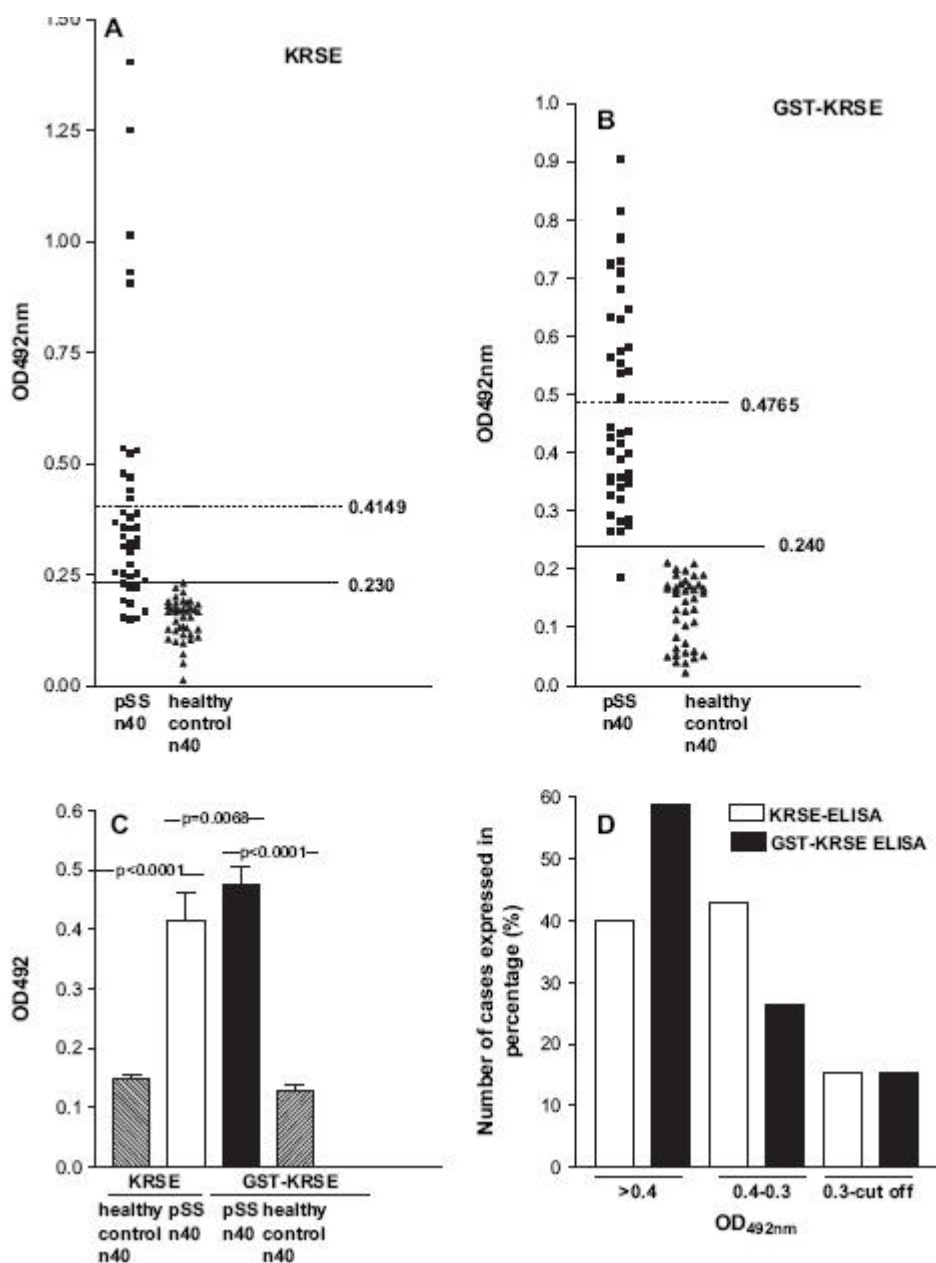 A
KRSE
1.50
1.25
1.00
0.75
0.50
0.25
0.00
OD492nm
0.4149
0.230
pSS healthy
n40 control
n40
B
GST-KRSE
1.0
0.9
0.8
0.7
0.6
0.5
0.4
0.3
0.2
0.1
0.0
OD492nm
0.4765
0.240
pSS healthy
n40 control
n40
C
0.6
0.5
0.4
0.3
0.2
0.1
0.0
OD492
p=0.0068
p<0.0001
p<0.0001
KRSE GST-KRSE
healthy pSS pSS healthy
control n40 n40 control
n40 n40
D
60
50
40
30
20
10
0
Number of cases expressed in
percentage (%)
KRSE-ELISA
GST-KRSE ELISA
>0.4 0.4-0.3 0.3-cut off
OD492nm